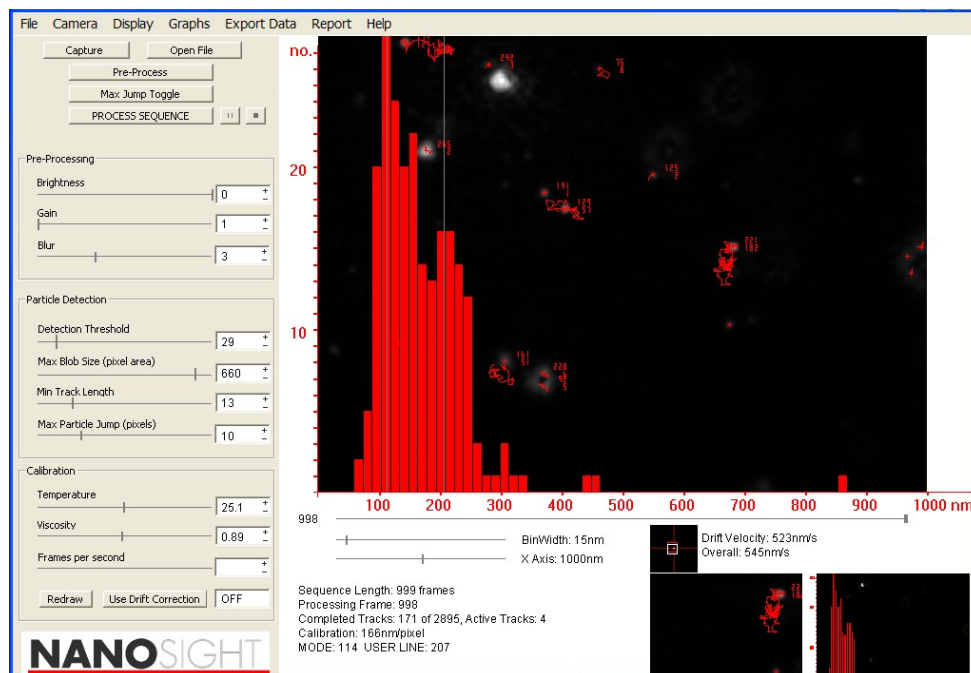 File Camera Display Graphs Export Data Report Help
Capture Open File
Pre-Process
Max Jump Toggle
PROCESS SEQUENCE
Pre-Processing
Brightness
0
Gain
1
Blur
3
Particle Detection
Detection Threshold
29
Max Blob Size (pixel area)
660
Min Track Length
13
Max Particle Jump (pixels)
10
Calibration
Temperature
25.1
Viscosity
0.89
Frames per second
Redraw Use Drift Correction OFF
NANOSIGHT
no.
20
10
100 200 300 400 500 600 700 800 900 1000 nm
998
BinWidth: 15nm
X Axis: 1000nm
Drift Velocity: 523nm/s
Overall: 545nm/s
Sequence Length: 999 frames
Processing Frame: 998
Completed Tracks: 171 of 2895, Active Tracks: 4
Calibration: 166nm/pixel
MODE: 114 USER LINE: 207